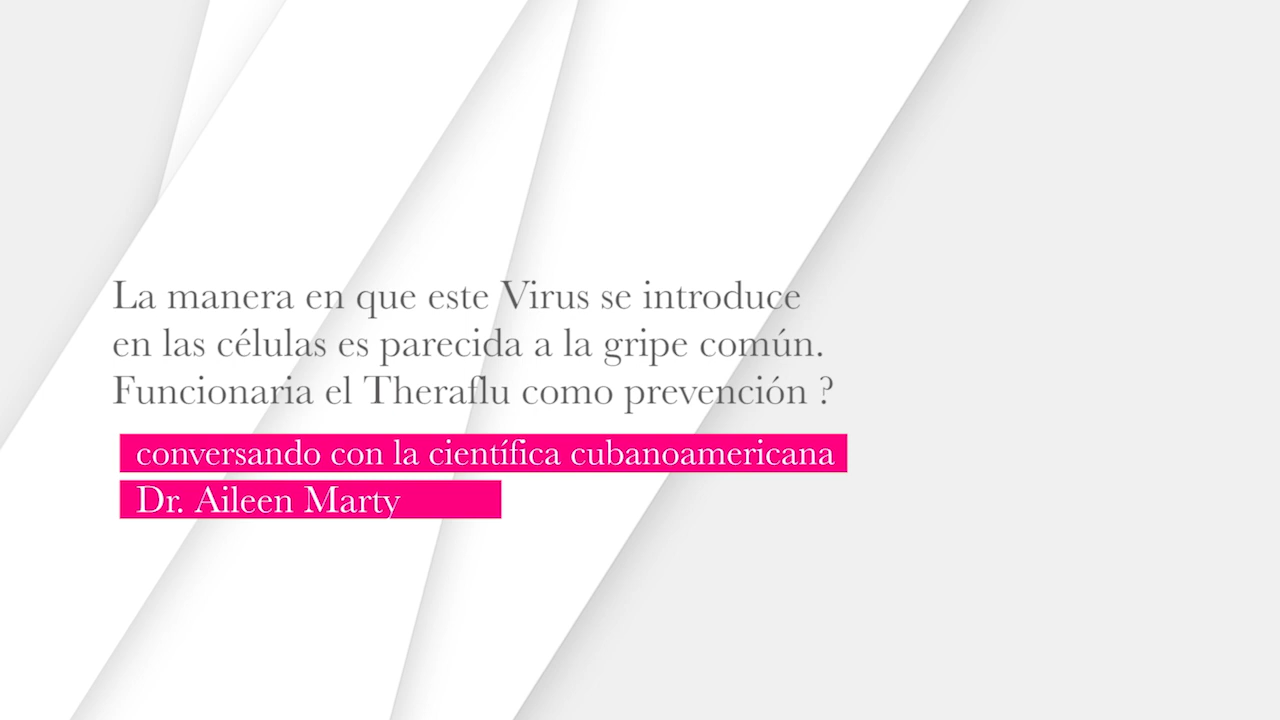 La manera en que este Virus se introduce
en las células es parecida a la gripe común.
Funcionaria el Theraflu como prevención ?
conversando con la científica cubanoamericana
Dr. Aileen Marty